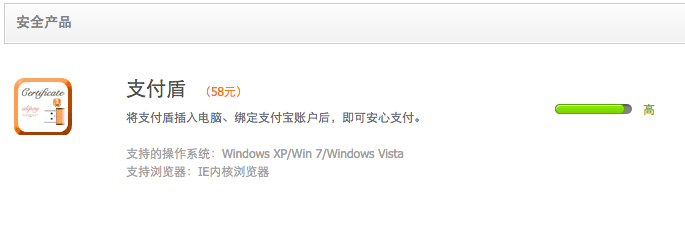 安全产品
Certificate
alipay
支付盾 （58元）
将支付盾插入电脑、绑定支付宝账户后，即可安心支付。
高
支持的操作系统：Windows XP/Win 7/Windows Vista
支持浏览器：IE内核浏览器